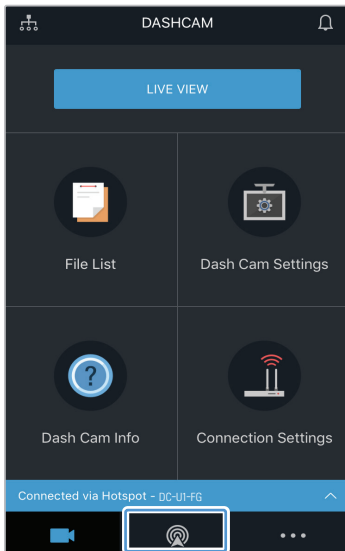 DASHCAM
LIVE VIEW
File List
Dash Cam Settings
?
Dash Cam Info
Connection Settings
Connected via Hotspot - DC-U1-FG